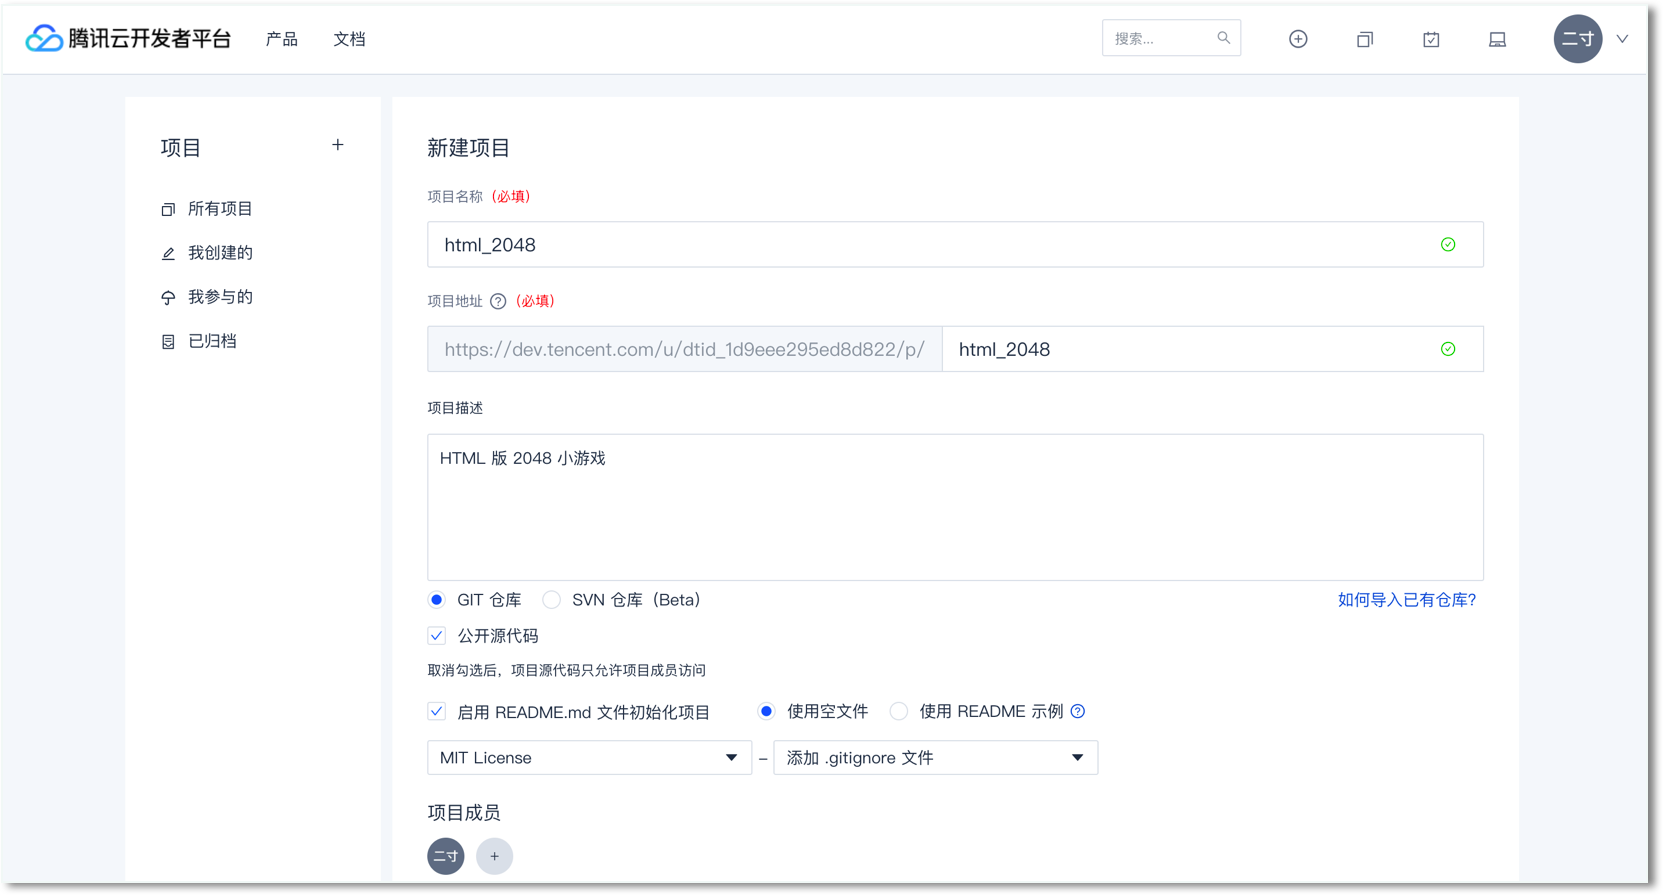 腾讯云开发者平台 产品 文档 搜索... 二寸
项目 +
所有项目
我创建的
我参与的
已归档
新建项目
项目名称（必填）
html_2048
项目地址 ?（必填）
https://dev.tencent.com/u/dtid_1d9eee295ed8d822/p/ html_2048
项目描述
HTML 版 2048 小游戏
GIT 仓库 SVN 仓库（Beta） 如何导入已有仓库?
公开源代码
取消勾选后，项目源代码只允许项目成员访问
启用 README.md 文件初始化项目 使用空文件 使用 README 示例 ?
MIT License – 添加 .gitignore 文件
项目成员
二寸 +